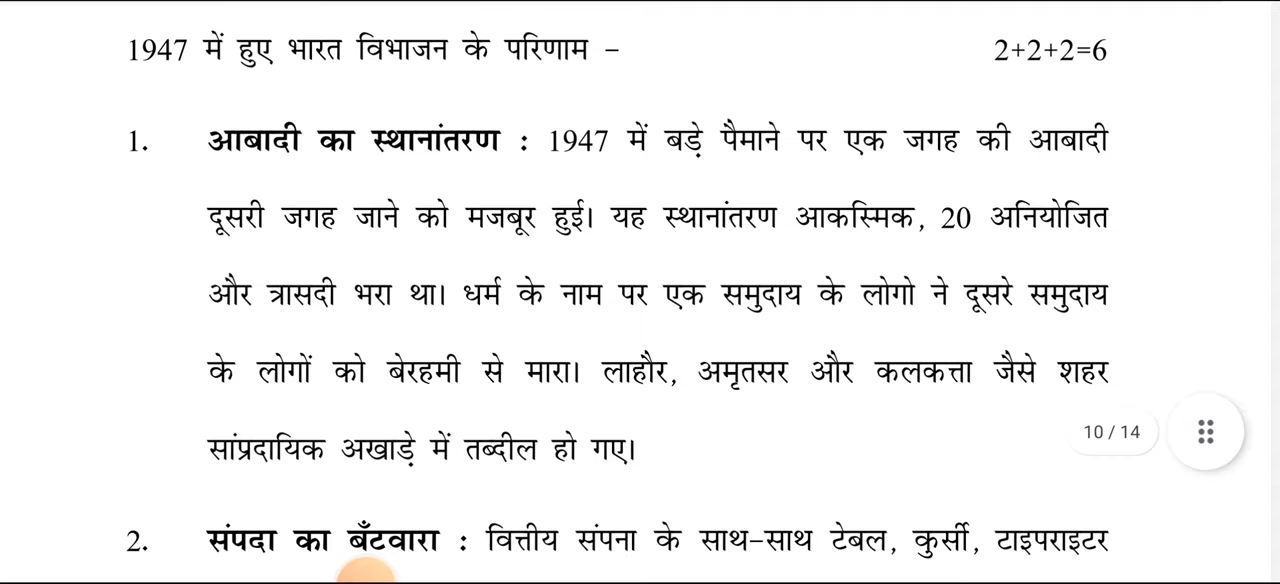 1947 में हुए भारत विभाजन के परिणाम – 2+2+2=6
1. आबादी का स्थानांतरण : 1947 में बड़े पैमाने पर एक जगह की आबादी
दूसरी जगह जाने को मजबूर हुई। यह स्थानांतरण आकस्मिक, 20 अनियोजित
और त्रासदी भरा था। धर्म के नाम पर एक समुदाय के लोगो ने दूसरे समुदाय
के लोगों को बेरहमी से मारा। लाहौर, अमृतसर और कलकत्ता जैसे शहर
10 / 14
सांप्रदायिक अखाड़े में तब्दील हो गए।
2. संपदा का बँटवारा : वित्तीय संपना के साथ-साथ टेबल, कुर्सी, टाइपराइटर